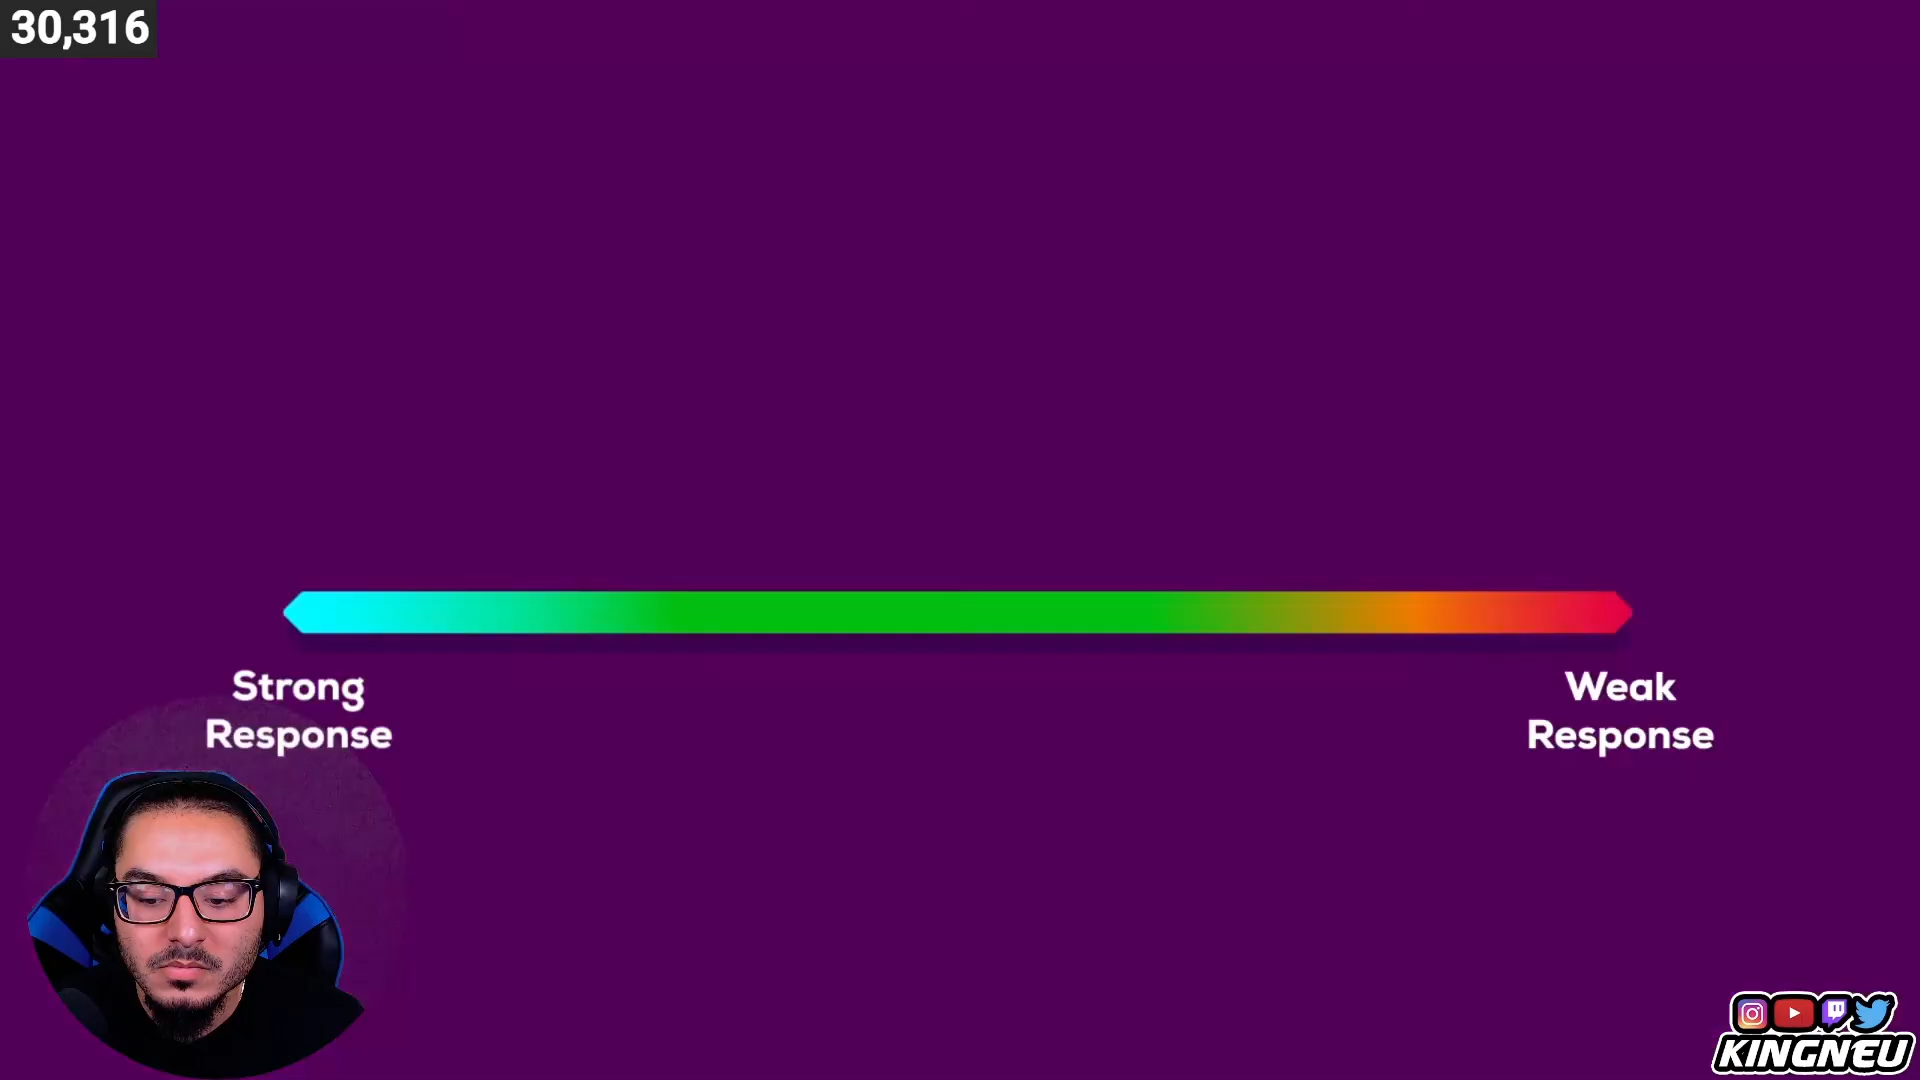 30,316
Strong
Response
Weak
Response
KINGNEU